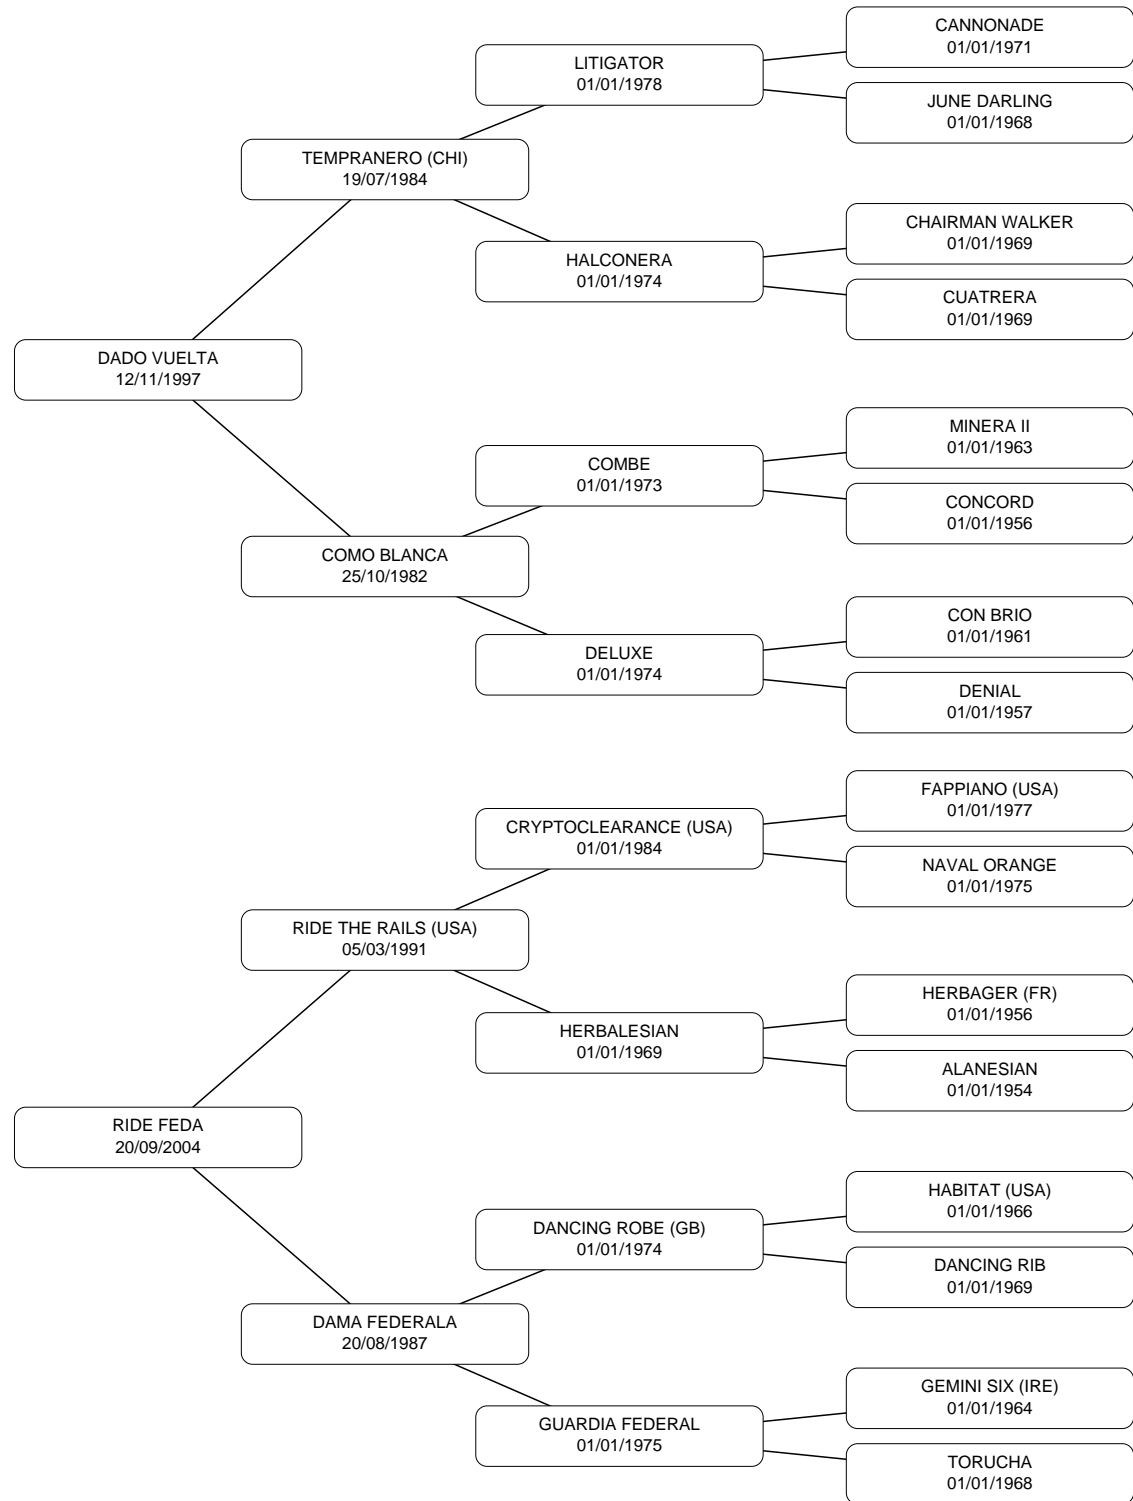 CANNONADE
01/01/1971
LITIGATOR
01/01/1978
JUNE DARLING
01/01/1968
TEMPRANERO (CHI)
19/07/1984
CHAIRMAN WALKER
01/01/1969
HALCONERA
01/01/1974
CUATRERA
01/01/1969
DADO VUELTA
12/11/1997
MINERA II
01/01/1963
COMBE
01/01/1973
CONCORD
01/01/1956
COMO BLANCA
25/10/1982
CON BRIO
01/01/1961
DELUXE
01/01/1974
DENIAL
01/01/1957
FAPPIANO (USA)
01/01/1977
CRYPTOCLEARANCE (USA)
01/01/1984
NAVAL ORANGE
01/01/1975
RIDE THE RAILS (USA)
05/03/1991
HERBAGER (FR)
01/01/1956
HERBALESIAN
01/01/1969
ALANESIAN
01/01/1954
RIDE FEDA
20/09/2004
HABITAT (USA)
01/01/1966
DANCING ROBE (GB)
01/01/1974
DANCING RIB
01/01/1969
DAMA FEDERALA
20/08/1987
GEMINI SIX (IRE)
01/01/1964
GUARDIA FEDERAL
01/01/1975
TORUCHA
01/01/1968